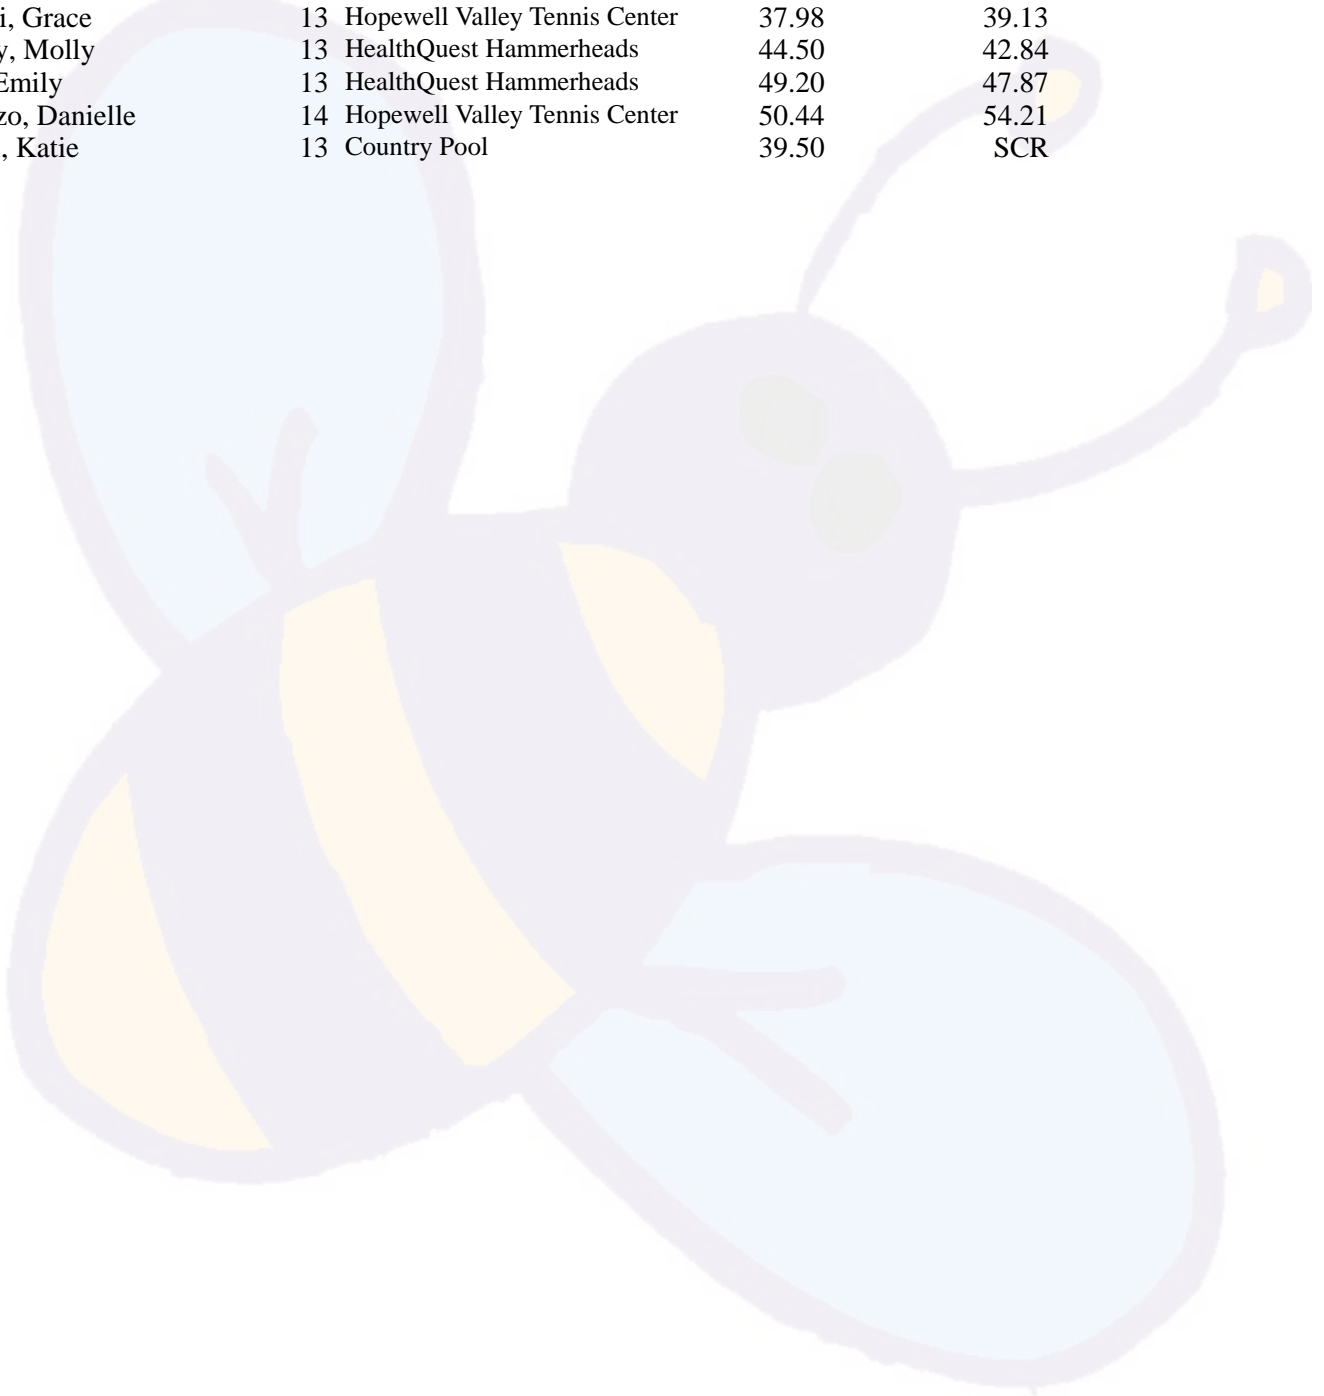 i, Grace 13 Hopewell Valley Tennis Center 37.98 39.13
y, Molly 13 HealthQuest Hammerheads 44.50 42.84
Emily 13 HealthQuest Hammerheads 49.20 47.87
zo, Danielle 14 Hopewell Valley Tennis Center 50.44 54.21
, Katie 13 Country Pool 39.50 SCR